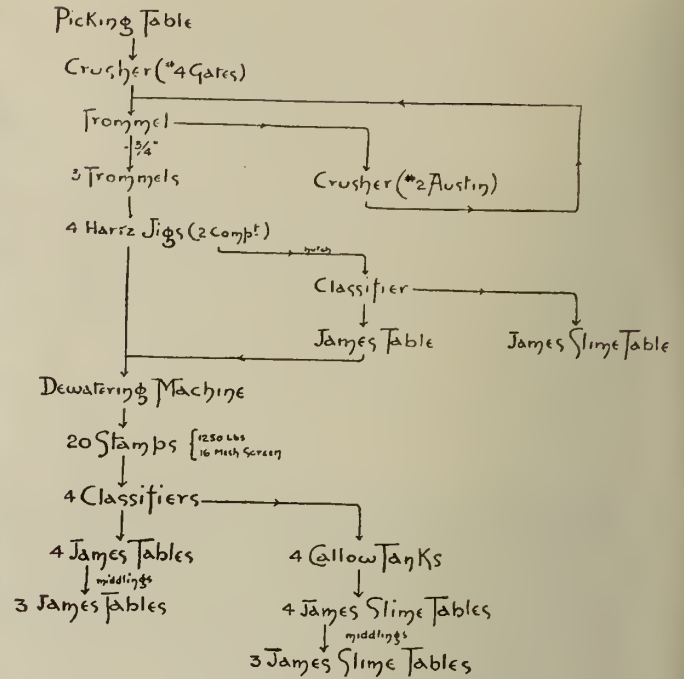 Picking Table
Crusher (#4 Gates)
Trommel
-3/4"
3 Trommels
Crusher (#2 Austin)
4 Hartz Jigs (2 Compt.)
hutch
Classifier
James Table
James Slime Table
Dewatering Machine
20 Stamps
1250 Lbs
16 Mesh Screen
4 Classifiers
4 James Tables
4 Callow Tanks
middlings
3 James Tables
4 James Slime Tables
middlings
3 James Slime Tables